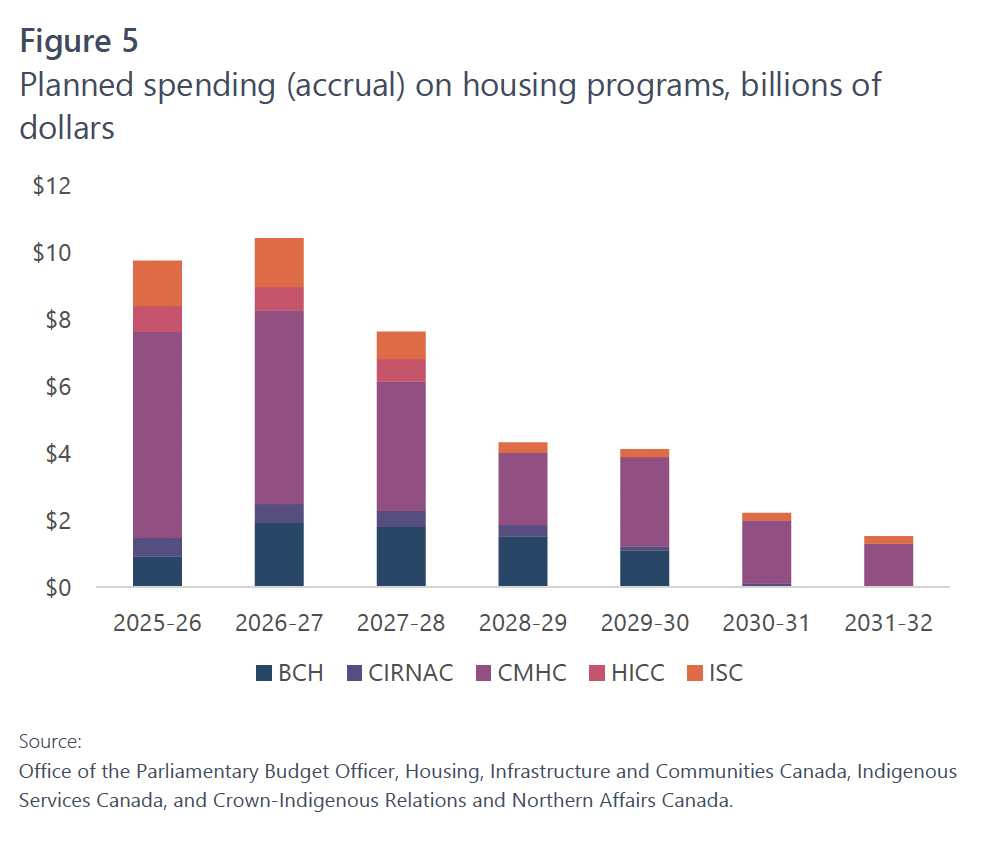 Figure 5
Planned spending (accrual) on housing programs, billions of
dollars
$12
$10
$8
$6
$4
$2
$0
2025-26 2026-27 2027-28 2028-29 2029-30 2030-31 2031-32
BCH CIRNAC CMHC HICC ISC
Source:
Office of the Parliamentary Budget Officer, Housing, Infrastructure and Communities Canada, Indigenous
Services Canada, and Crown-Indigenous Relations and Northern Affairs Canada.